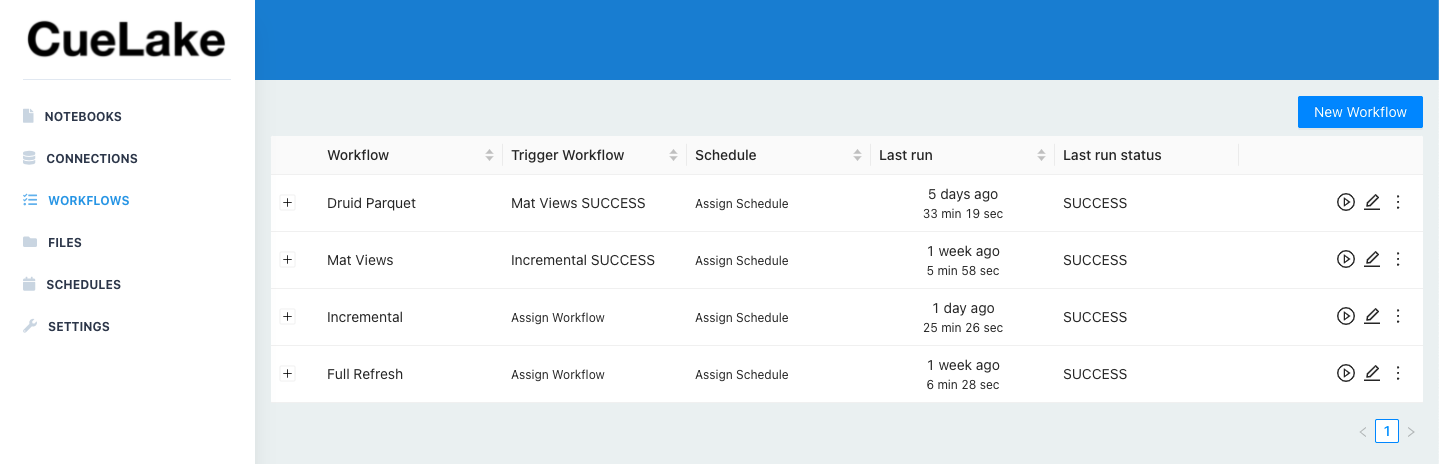 CueLake
NOTEBOOKS
CONNECTIONS
WORKFLOWS
FILES
SCHEDULES
SETTINGS
New Workflow
Workflow Trigger Workflow Schedule Last run Last run status
Druid Parquet Mat Views SUCCESS Assign Schedule 5 days ago SUCCESS
33 min 19 sec
Mat Views Incremental SUCCESS Assign Schedule 1 week ago SUCCESS
5 min 58 sec
Incremental Assign Workflow Assign Schedule 1 day ago SUCCESS
25 min 26 sec
Full Refresh Assign Workflow Assign Schedule 1 week ago SUCCESS
6 min 28 sec
1